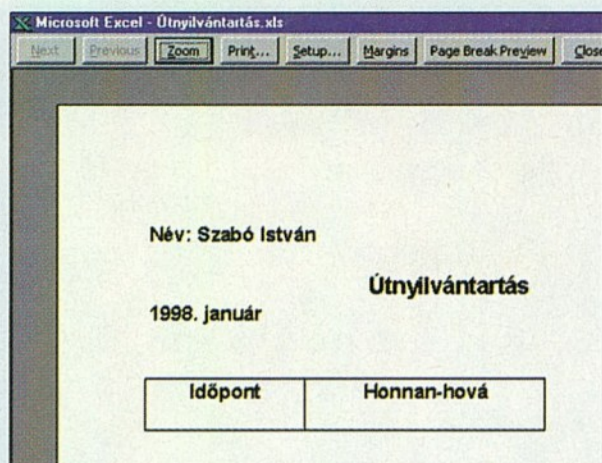 Microsoft Excel - Útnyilvántartás.xls
Next Previous Zoom Print... Setup... Margins Page Break Preview Close
Név: Szabó István
Útnyilvántartás
1998. január
Időpont Honnan-hová